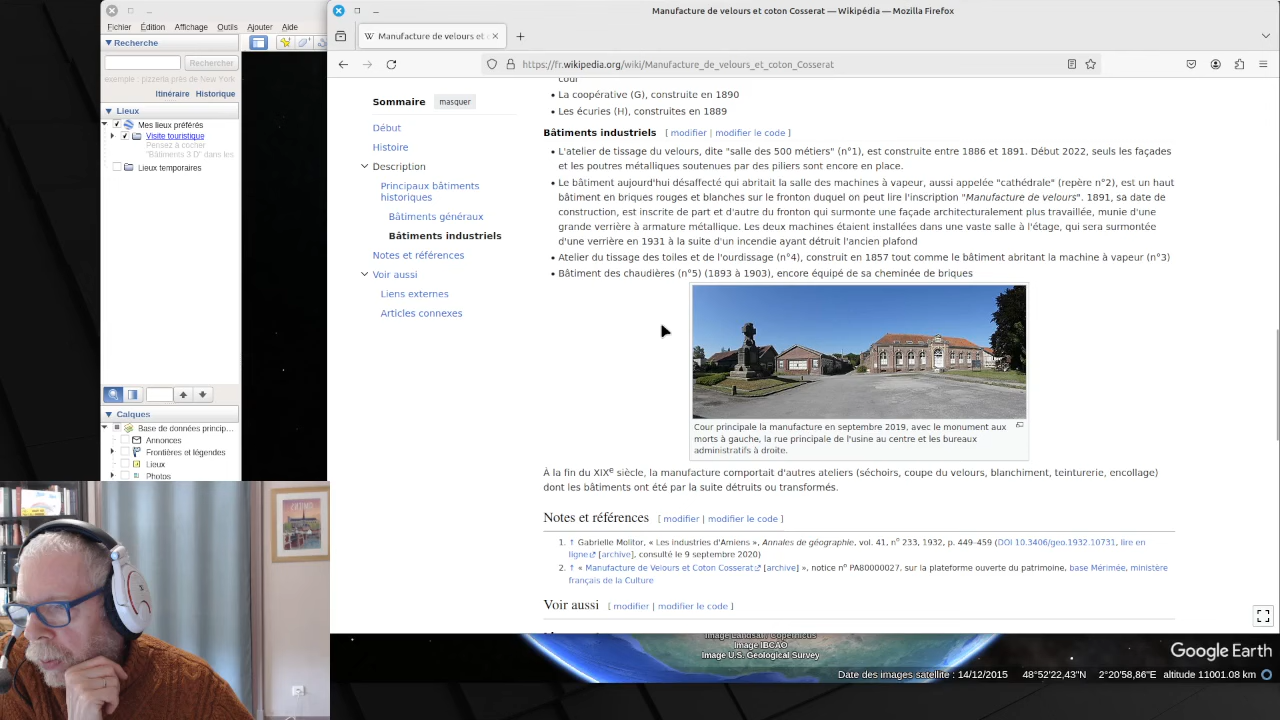 Manufacture de velours et coton Cosserat — Wikipédia — Mozilla Firefox
Fichier Édition Affichage Outils Ajouter Aide
Manufacture de velours et c
Recherche
Rechercher
https://fr.wikipedia.org/wiki/Manufacture_de_velours_et_coton_Cosserat
exemple : pizzeria près de New York
Itinéraire Historique
Lieux
Mes lieux préférés
Visite touristique
Pensez à cocher
"Bâtiments 3 D" dans les
Lieux temporaires
Calques
Base de données princip...
Annonces
Frontières et légendes
Lieux
Photos
Sommaire masquer
Début
Histoire
Description
Principaux bâtiments
historiques
Bâtiments généraux
Bâtiments industriels
Notes et références
Voir aussi
Liens externes
Articles connexes
cour
• La coopérative (G), construite en 1890
• Les écuries (H), construites en 1889
Bâtiments industriels [ modifier | modifier le code ]
• L'atelier de tissage du velours, dite "salle des 500 métiers" (n°1), est construite entre 1886 et 1891. Début 2022, seuls les façades
et les poutres métalliques soutenues par des piliers sont encore en place.
• Le bâtiment aujourd'hui désaffecté qui abritait la salle des machines à vapeur, aussi appelée "cathédrale" (repère n°2), est un haut
bâtiment en briques rouges et blanches sur le fronton duquel on peut lire l'inscription "Manufacture de velours". 1891, sa date de
construction, est inscrite de part et d'autre du fronton qui surmonte une façade architecturalement plus travaillée, munie d'une
grande verrière à armature métallique. Les deux machines étaient installées dans une vaste salle à l'étage, qui sera surmontée
d'une verrière en 1931 à la suite d'un incendie ayant détruit l'ancien plafond
• Atelier du tissage des toiles et de l'ourdissage (n°4), construit en 1857 tout comme le bâtiment abritant la machine à vapeur (n°3)
• Bâtiment des chaudières (n°5) (1893 à 1903), encore équipé de sa cheminée de briques
Cour principale la manufacture en septembre 2019, avec le monument aux
morts à gauche, la rue principale de l'usine au centre et les bureaux
administratifs à droite.
À la fin du XIXe siècle, la manufacture comportait d'autres ateliers (séchoirs, coupe du velours, blanchiment, teinturerie, encollage)
dont les bâtiments ont été par la suite détruits ou transformés.
Notes et références [ modifier | modifier le code ]
1. ↑ Gabrielle Molitor, « Les industries d'Amiens », Annales de géographie, vol. 41, no 233, 1932, p. 449-459 (DOI 10.3406/geo.1932.10731, lire en
ligne [archive], consulté le 9 septembre 2020)
2. ↑ « Manufacture de Velours et Coton Cosserat [archive] », notice no PA80000027, sur la plateforme ouverte du patrimoine, base Mérimée, ministère
français de la Culture
Voir aussi [ modifier | modifier le code ]
Image Landsat / Copernicus
Image IBCAO
Image U.S. Geological Survey
Google Earth
Date des images satellite : 14/12/2015 48°52'22,43"N 2°20'58,86"E altitude 11001.08 km